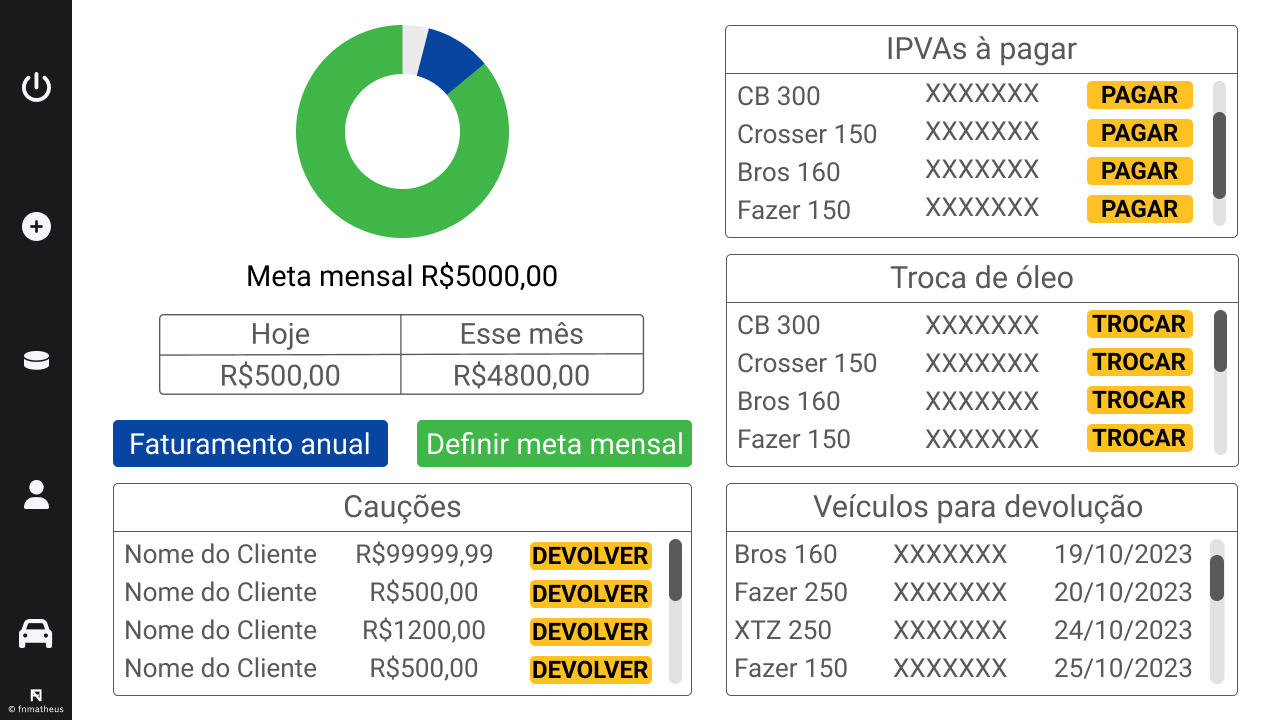 Meta mensal R$5000,00
Hoje Esse mês
R$500,00 R$4800,00
Faturamento anual Definir meta mensal
Cauções
Nome do Cliente R$99999,99 DEVOLVER
Nome do Cliente R$500,00 DEVOLVER
Nome do Cliente R$1200,00 DEVOLVER
Nome do Cliente R$500,00 DEVOLVER
IPVAs à pagar
CB 300 XXXXXXX PAGAR
Crosser 150 XXXXXXX PAGAR
Bros 160 XXXXXXX PAGAR
Fazer 150 XXXXXXX PAGAR
Troca de óleo
CB 300 XXXXXXX TROCAR
Crosser 150 XXXXXXX TROCAR
Bros 160 XXXXXXX TROCAR
Fazer 150 XXXXXXX TROCAR
Veículos para devolução
Bros 160 XXXXXXX 19/10/2023
Fazer 250 XXXXXXX 20/10/2023
XTZ 250 XXXXXXX 24/10/2023
Fazer 150 XXXXXXX 25/10/2023
© fnmatheus